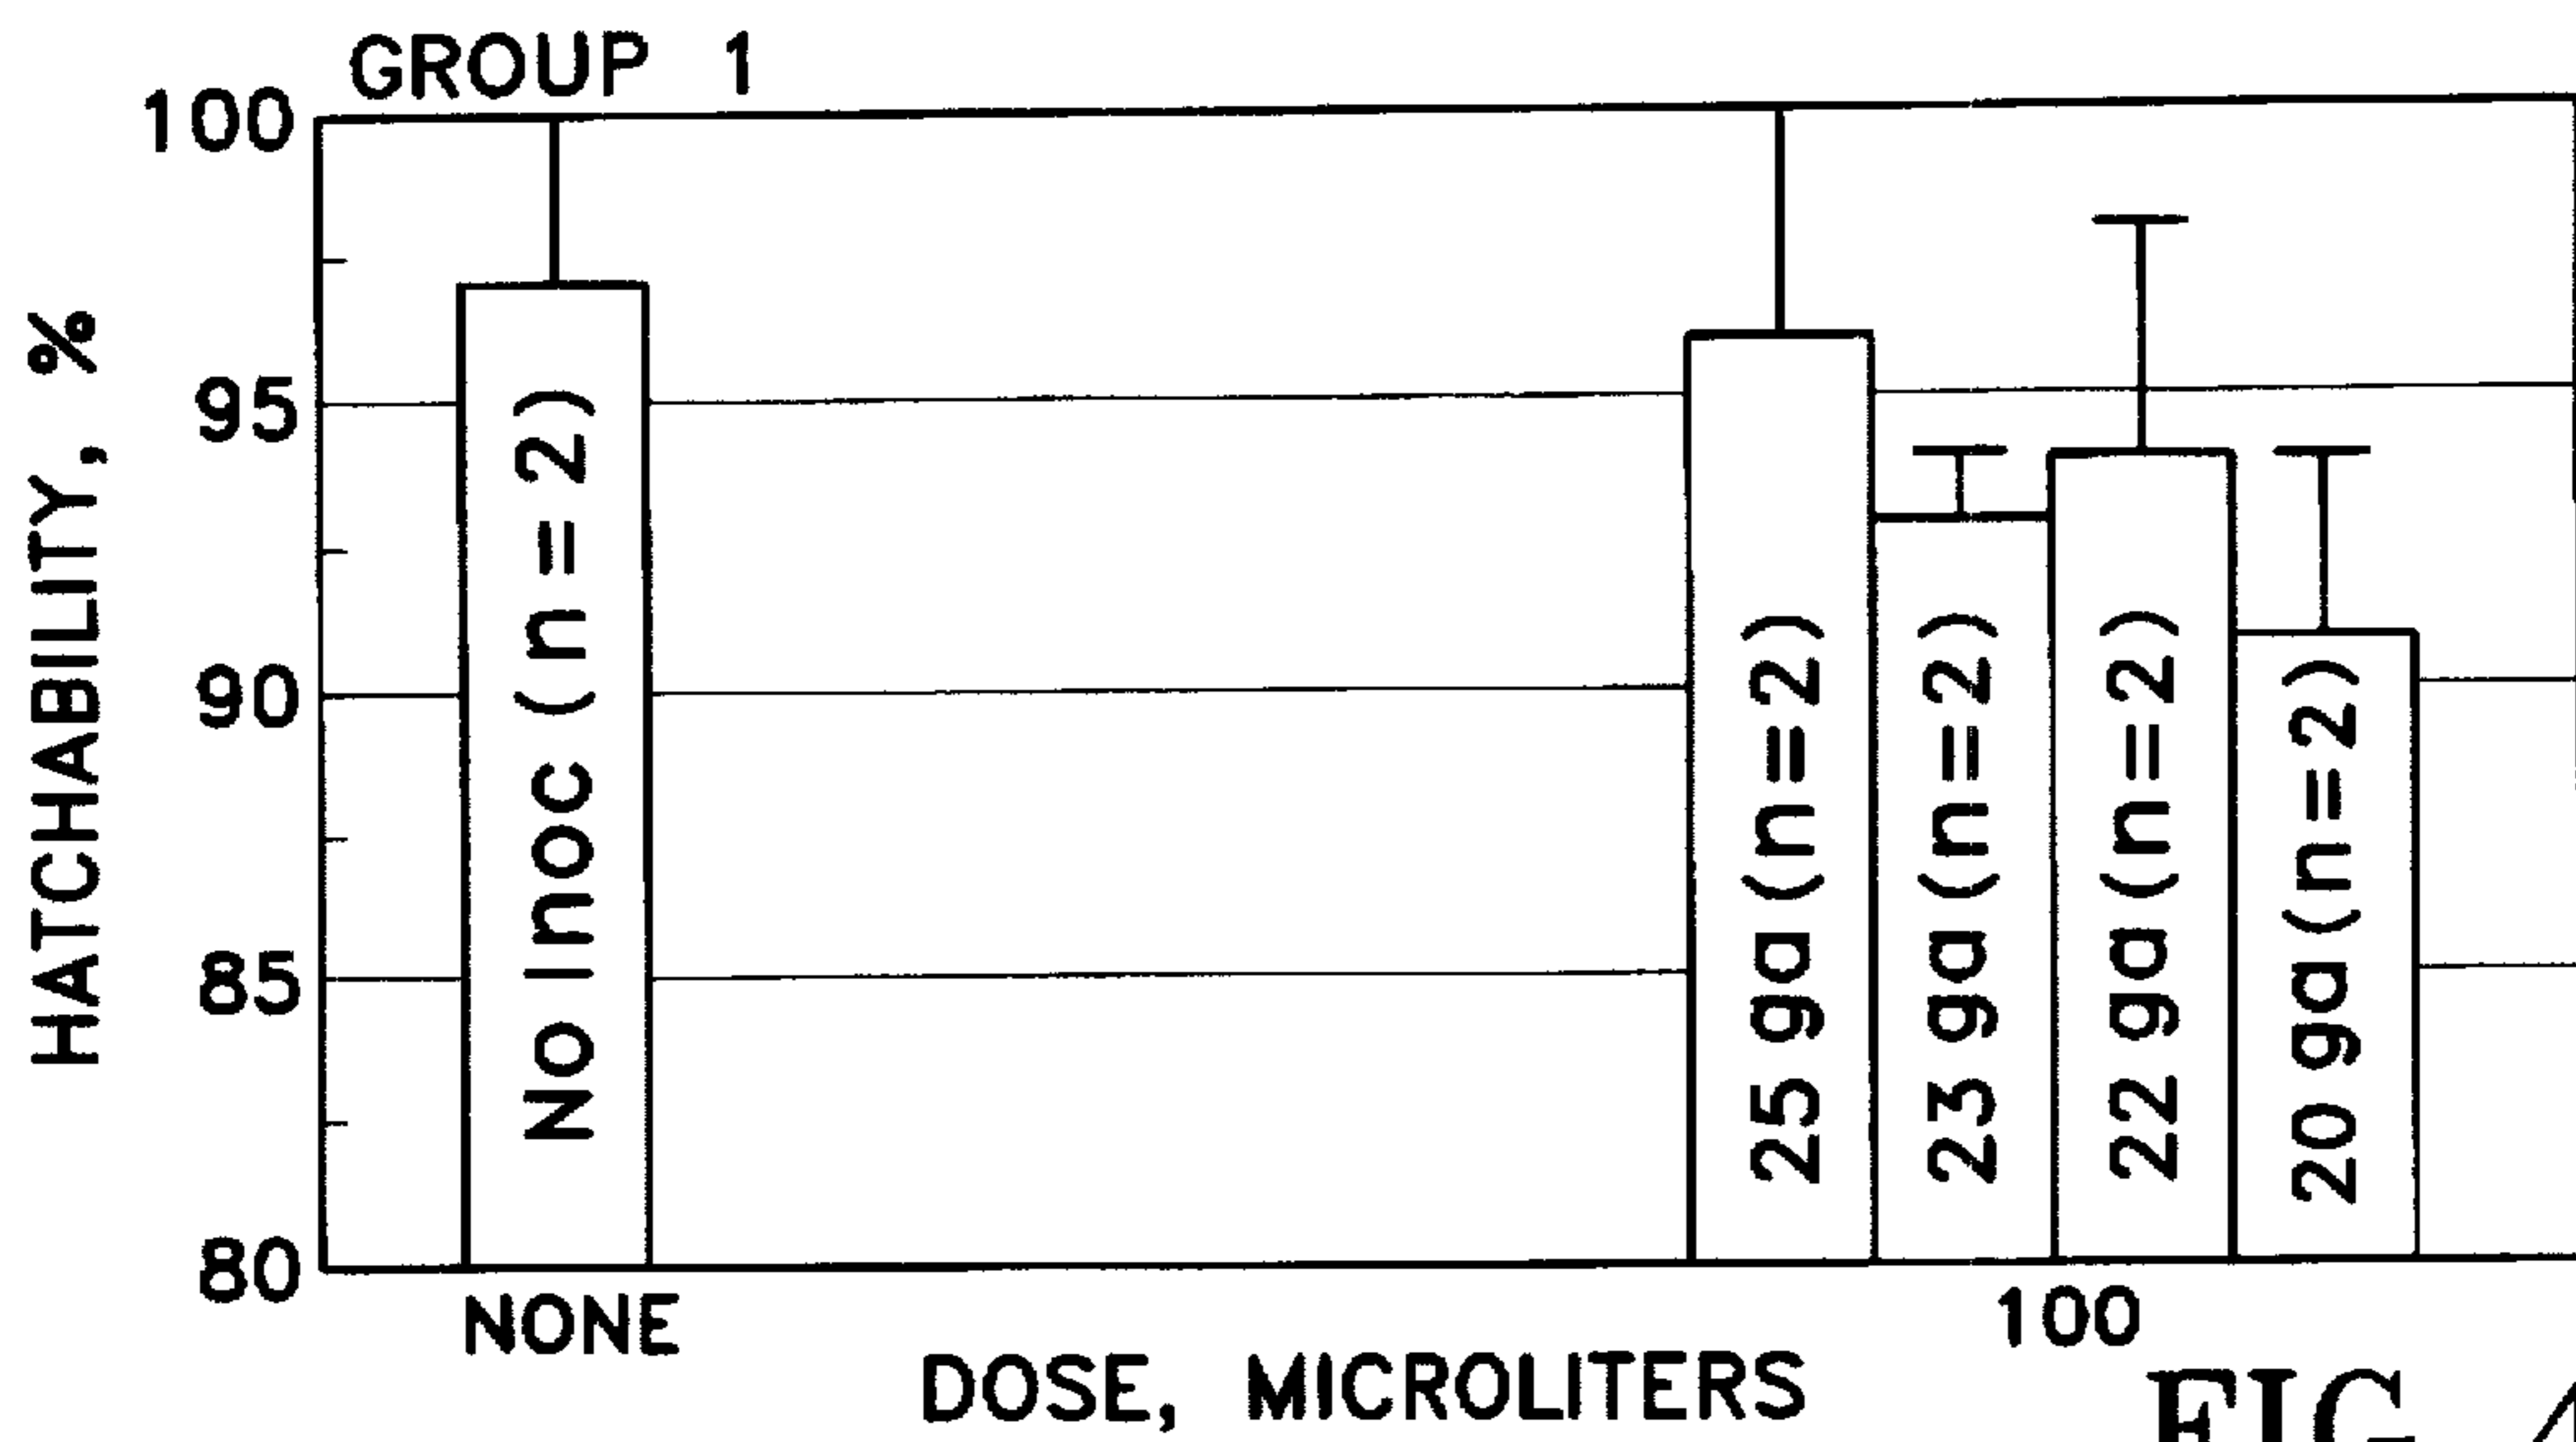 GROUP 1
HATCHABILITY, %
100
95
90
85
80
No Inoc (n=2)
25 ga (n=2)
23 ga (n=2)
22 ga (n=2)
20 ga (n=2)
NONE
100
DOSE, MICROLITERS
FIG